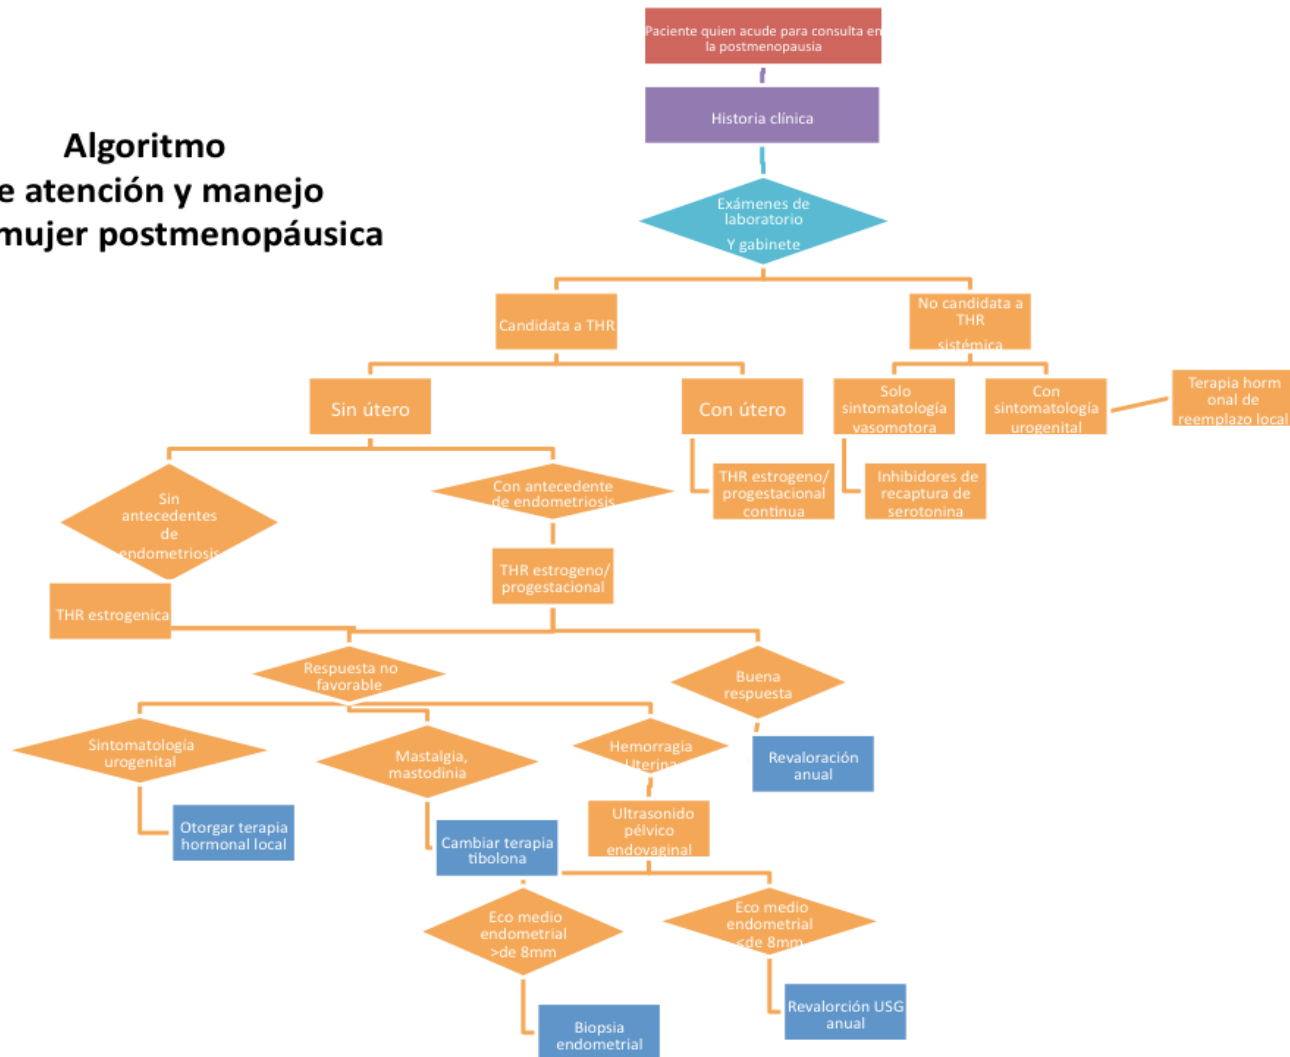 Paciente quien acude para consulta en
la postmenopausia
Historia clínica
Algoritmo
e atención y manejo
mujer postmenopáusica
Exámenes de
laboratorio
Y gabinete
Candidata a THR
No candidata a
THR
sistémica
Sin útero
Con útero
Solo
sintomatología
vasomotora
Con
sintomatología
urogenital
Terapia horm
onal de
reemplazo local
Sin
antecedentes
de
endometriosis
Con antecedente
de endometriosis
THR estrogeno/
progestacional
continua
Inhibidores de
recaptura de
serotonina
THR estrogenica
THR estrogeno/
progestacional
Respuesta no
favorable
Buena
respuesta
Sintomatología
urogenital
Mastalgia,
mastodinia
Hemorragia
Uterina
Revaloración
anual
Otorgar terapia
hormonal local
Cambiar terapia
tibolona
Ultrasonido
pélvico
endovaginal
Eco medio
endometrial
>de 8mm
Eco medio
endometrial
<de 8mm
Biopsia
endometrial
Revalorción USG
anual